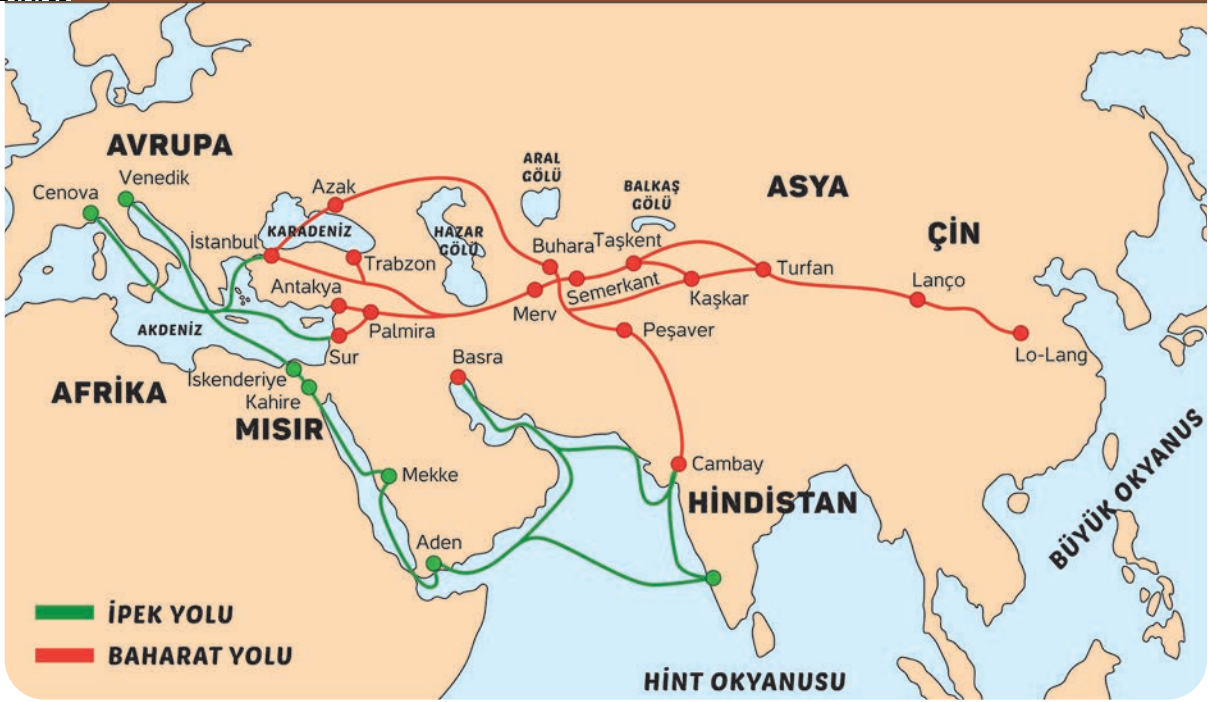 AVRUPA
Venedik
Cenova
Azak
ARAL
GÖLÜ
BALKAŞ
GÖLÜ
ASYA
ÇİN
İstanbul
KARADENİZ
HAZAR
GÖLÜ
Trabzon
Buhara
Taşkent
Turfan
Lanço
Antakya
Palmira
Merv
Semerkant
Kaşkar
AKDENİZ
Sur
Peşaver
Lo-Lang
Basra
İskenderiye
Kahire
AFRİKA
MISIR
Mekke
Cambay
HİNDİSTAN
BÜYÜK OKYANUS
Aden
İPEK YOLU
BAHARAT YOLU
HİNT OKYANUSU